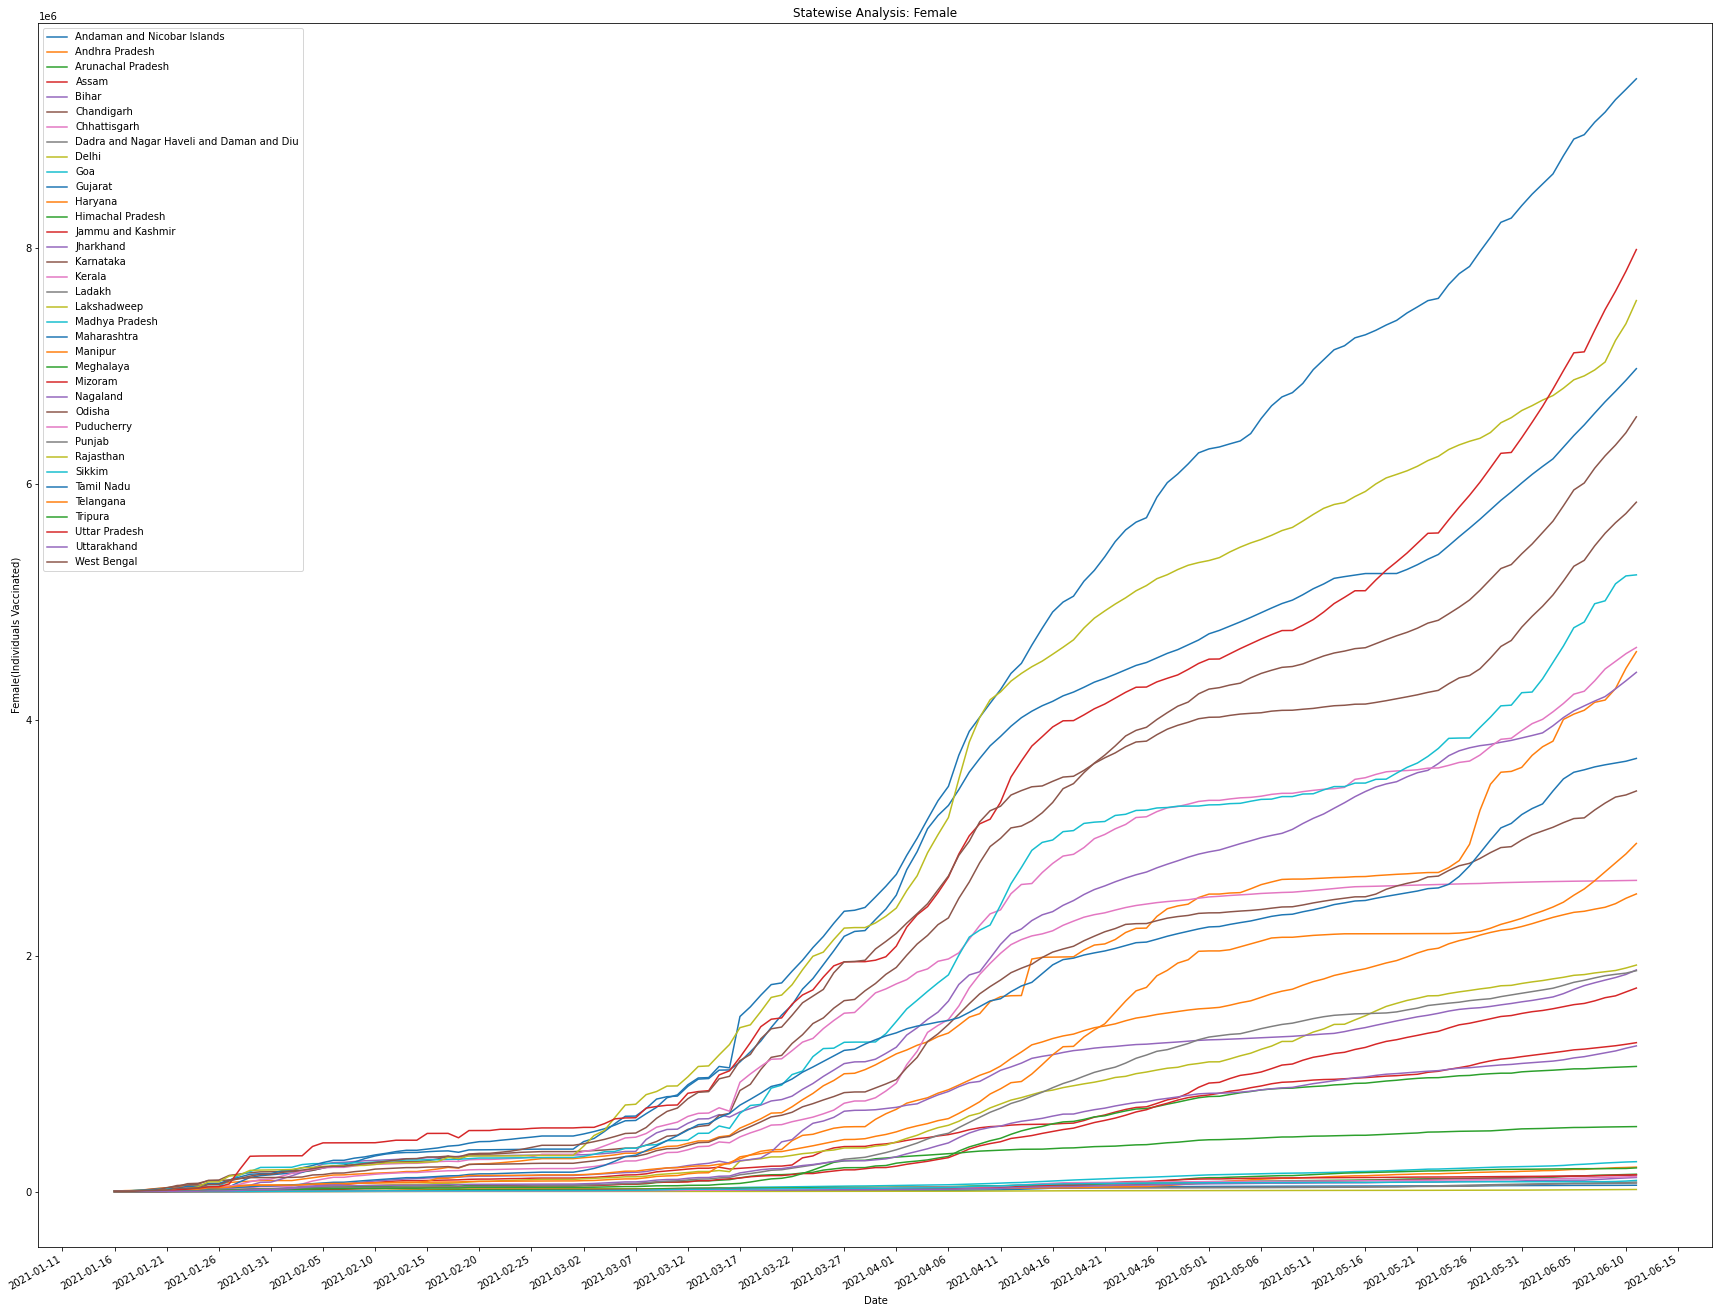 Statewise Analysis: Female
1e6
Andaman and Nicobar Islands
Andhra Pradesh
Arunachal Pradesh
Assam
Bihar
Chandigarh
Chhattisgarh
Dadra and Nagar Haveli and Daman and Diu
Delhi
Goa
Gujarat
Haryana
Himachal Pradesh
Jammu and Kashmir
Jharkhand
Karnataka
Kerala
Ladakh
Lakshadweep
Madhya Pradesh
Maharashtra
Manipur
Meghalaya
Mizoram
Nagaland
Odisha
Puducherry
Punjab
Rajasthan
Sikkim
Tamil Nadu
Telangana
Tripura
Uttar Pradesh
Uttarakhand
West Bengal
Female(Individuals Vaccinated)
8
6
4
2
0
2021-01-11
2021-01-16
2021-01-21
2021-01-26
2021-01-31
2021-02-05
2021-02-10
2021-02-15
2021-02-20
2021-02-25
2021-03-02
2021-03-07
2021-03-12
2021-03-17
2021-03-22
2021-03-27
2021-04-01
2021-04-06
2021-04-11
2021-04-16
2021-04-21
2021-04-26
2021-05-01
2021-05-06
2021-05-11
2021-05-16
2021-05-21
2021-05-26
2021-05-31
2021-06-05
2021-06-10
2021-06-15
Date